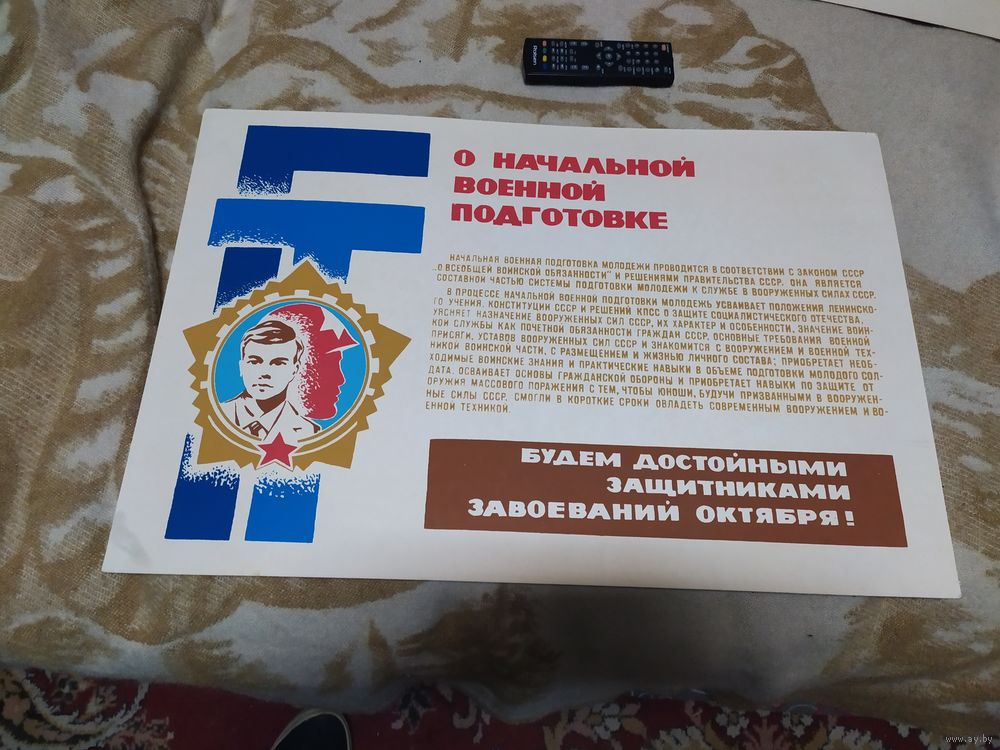 Proton
О НАЧАЛЬНОЙ
ВОЕННОЙ
ПОДГОТОВКЕ
НАЧАЛЬНАЯ ВОЕННАЯ ПОДГОТОВКА МОЛОДЕЖИ ПРОВОДИТСЯ В СООТВЕТСТВИИ С ЗАКОНОМ СССР
„О ВСЕОБЩЕЙ ВОИНСКОЙ ОБЯЗАННОСТИ" И РЕШЕНИЯМИ ПРАВИТЕЛЬСТВА СССР. ОНА ЯВЛЯЕТСЯ
СОСТАВНОЙ ЧАСТЬЮ СИСТЕМЫ ПОДГОТОВКИ МОЛОДЕЖИ К СЛУЖБЕ В ВООРУЖЕННЫХ СИЛАХ СССР.
В ПРОЦЕССЕ НАЧАЛЬНОЙ ВОЕННОЙ ПОДГОТОВКИ МОЛОДЕЖЬ УСВАИВАЕТ ПОЛОЖЕНИЯ ЛЕНИНСКО-
ГО УЧЕНИЯ, КОНСТИТУЦИИ СССР И РЕШЕНИЙ КПСС О ЗАЩИТЕ СОЦИАЛИСТИЧЕСКОГО ОТЕЧЕСТВА,
УЯСНЯЕТ НАЗНАЧЕНИЕ ВООРУЖЕННЫХ СИЛ СССР, ИХ ХАРАКТЕР И ОСОБЕННОСТИ, ЗНАЧЕНИЕ ВОИН-
КОЙ СЛУЖБЫ КАК ПОЧЕТНОЙ ОБЯЗАННОСТИ ГРАЖДАН СССР, ОСНОВНЫЕ ТРЕБОВАНИЯ ВОЕННОЙ
ПРИСЯГИ, УСТАВОВ ВООРУЖЕННЫХ СИЛ СССР И ЗНАКОМИТСЯ С ВООРУЖЕНИЕМ И ВОЕННОЙ ТЕХ-
НИКОЙ ВОИНСКОЙ ЧАСТИ, С РАЗМЕЩЕНИЕМ И ЖИЗНЬЮ ЛИЧНОГО СОСТАВА; ПРИОБРЕТАЕТ НЕОБ-
ХОДИМЫЕ ВОИНСКИЕ ЗНАНИЯ И ПРАКТИЧЕСКИЕ НАВЫКИ В ОБЪЕМЕ ПОДГОТОВКИ МОЛОДОГО СОЛ-
ДАТА, ОСВАИВАЕТ ОСНОВЫ ГРАЖДАНСКОЙ ОБОРОНЫ И ПРИОБРЕТАЕТ НАВЫКИ ПО ЗАЩИТЕ ОТ
ОРУЖИЯ МАССОВОГО ПОРАЖЕНИЯ С ТЕМ, ЧТОБЫ ЮНОШИ, БУДУЧИ ПРИЗВАННЫМИ В ВООРУЖЕН-
НЫЕ СИЛЫ СССР, СМОГЛИ В КОРОТКИЕ СРОКИ ОВЛАДЕТЬ СОВРЕМЕННЫМ ВООРУЖЕНИЕМ И ВО-
ЕННОЙ ТЕХНИКОЙ.
БУДЕМ ДОСТОЙНЫМИ
ЗАЩИТНИКАМИ
ЗАВОЕВАНИЙ ОКТЯБРЯ!
www.ay.by